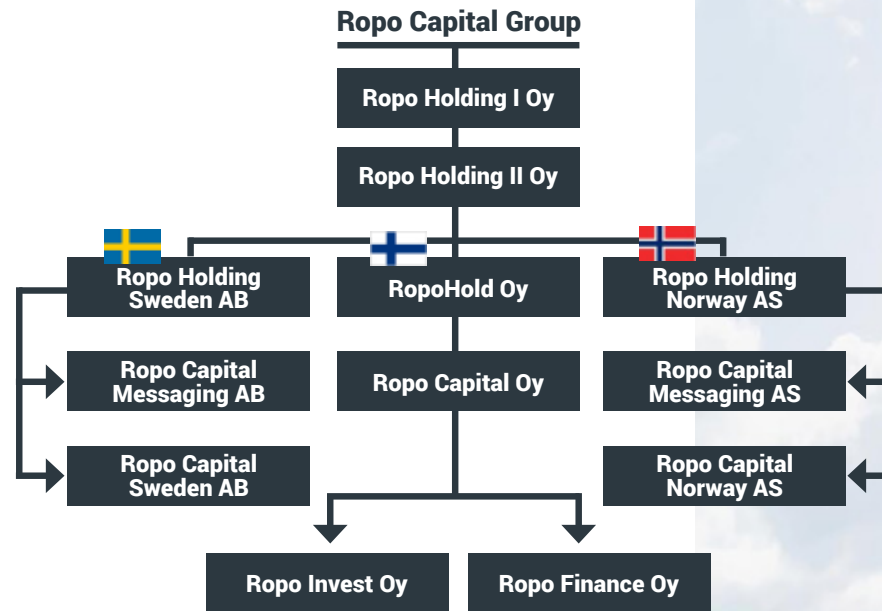 Ropo Capital Group
Ropo Holding I Oy
Ropo Holding II Oy
Ropo Holding
Sweden AB
RopoHold Oy
Ropo Holding
Norway AS
Ropo Capital
Messaging AB
Ropo Capital Oy
Ropo Capital
Messaging AS
Ropo Capital
Sweden AB
Ropo Capital
Norway AS
Ropo Invest Oy
Ropo Finance Oy